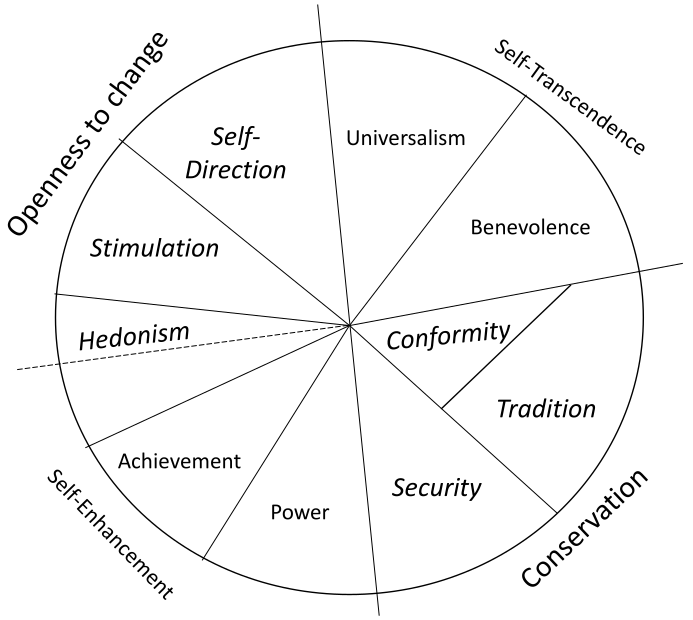 Openness to change
Self-Transcendence
Self-
Direction
Universalism
Benevolence
Stimulation
Hedonism
Conformity
Tradition
Achievement
Security
Power
Self-Enhancement
Conservation